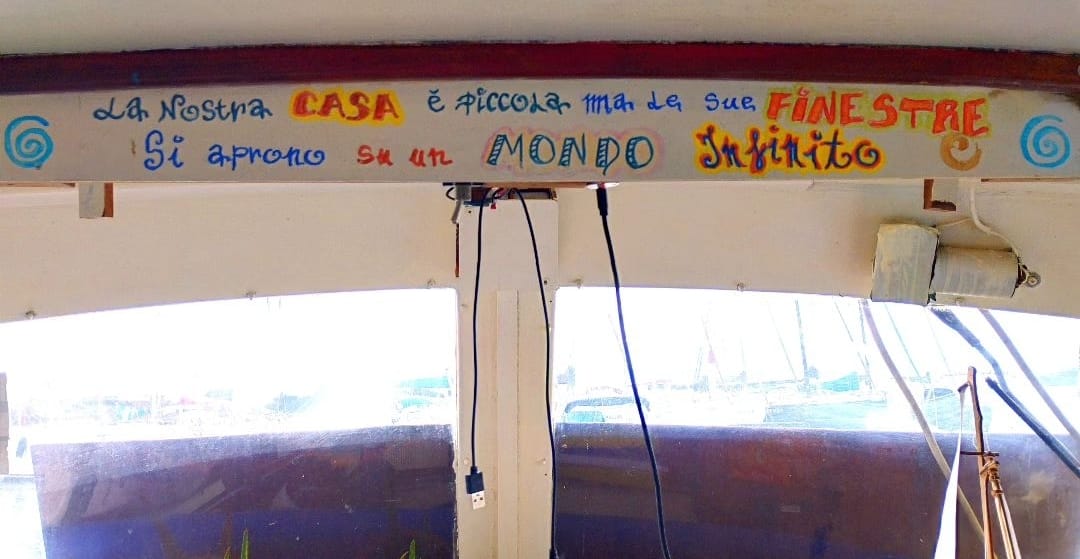 La Nostra CASA è piccola ma le sue FINESTRE
Si aprono su un MONDO Infinito